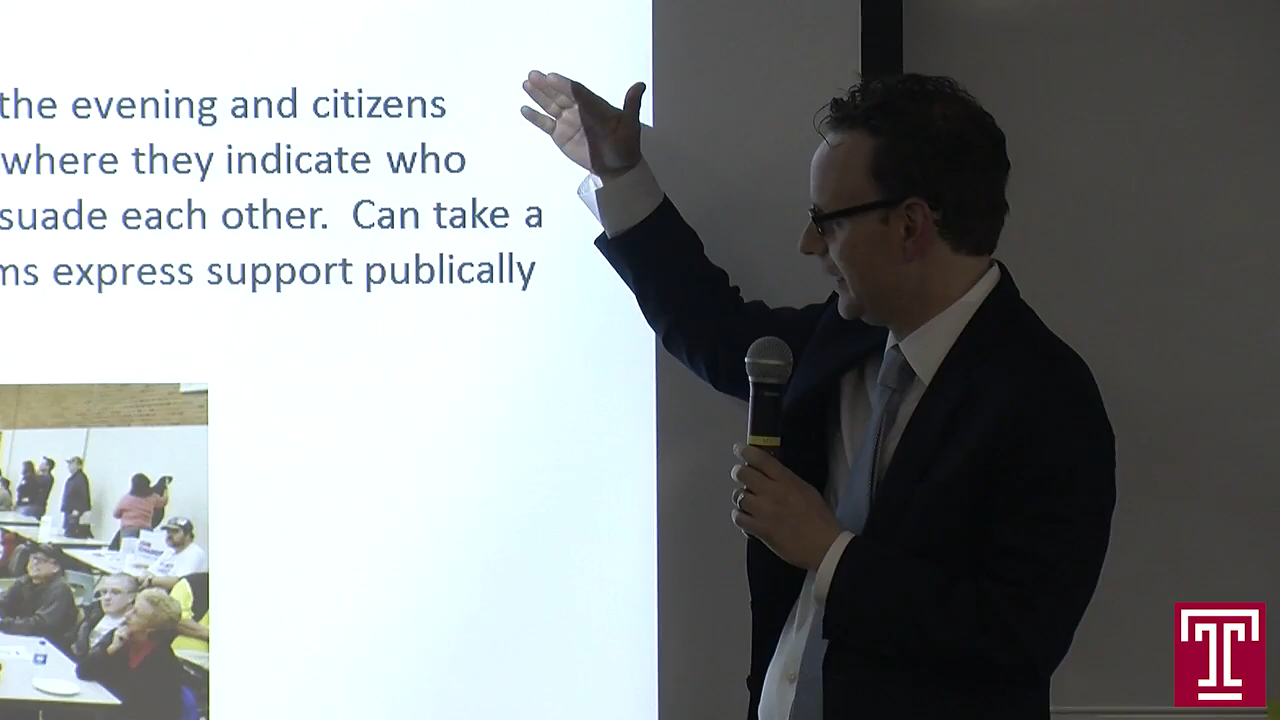 the evening and citizens
where they indicate who
suade each other.  Can take a
ms express support publically
T